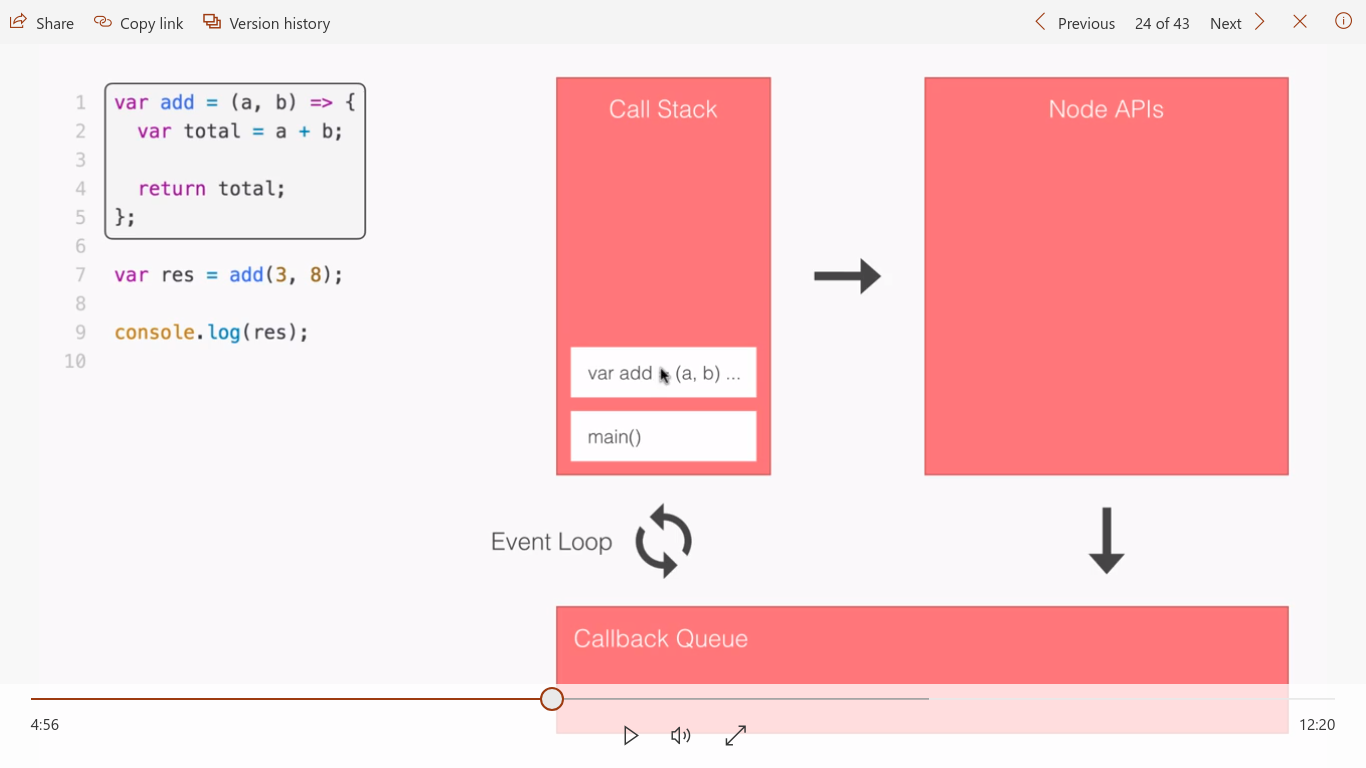 Share Copy link Version history Previous 24 of 43 Next
1 var add = (a, b) => {
2 var total = a + b;
3
4 return total;
5 };
6
7 var res = add(3, 8);
8
9 console.log(res);
10
Call Stack
var add (a, b) ...
main()
Node APIs
Event Loop
Callback Queue
4:56
12:20